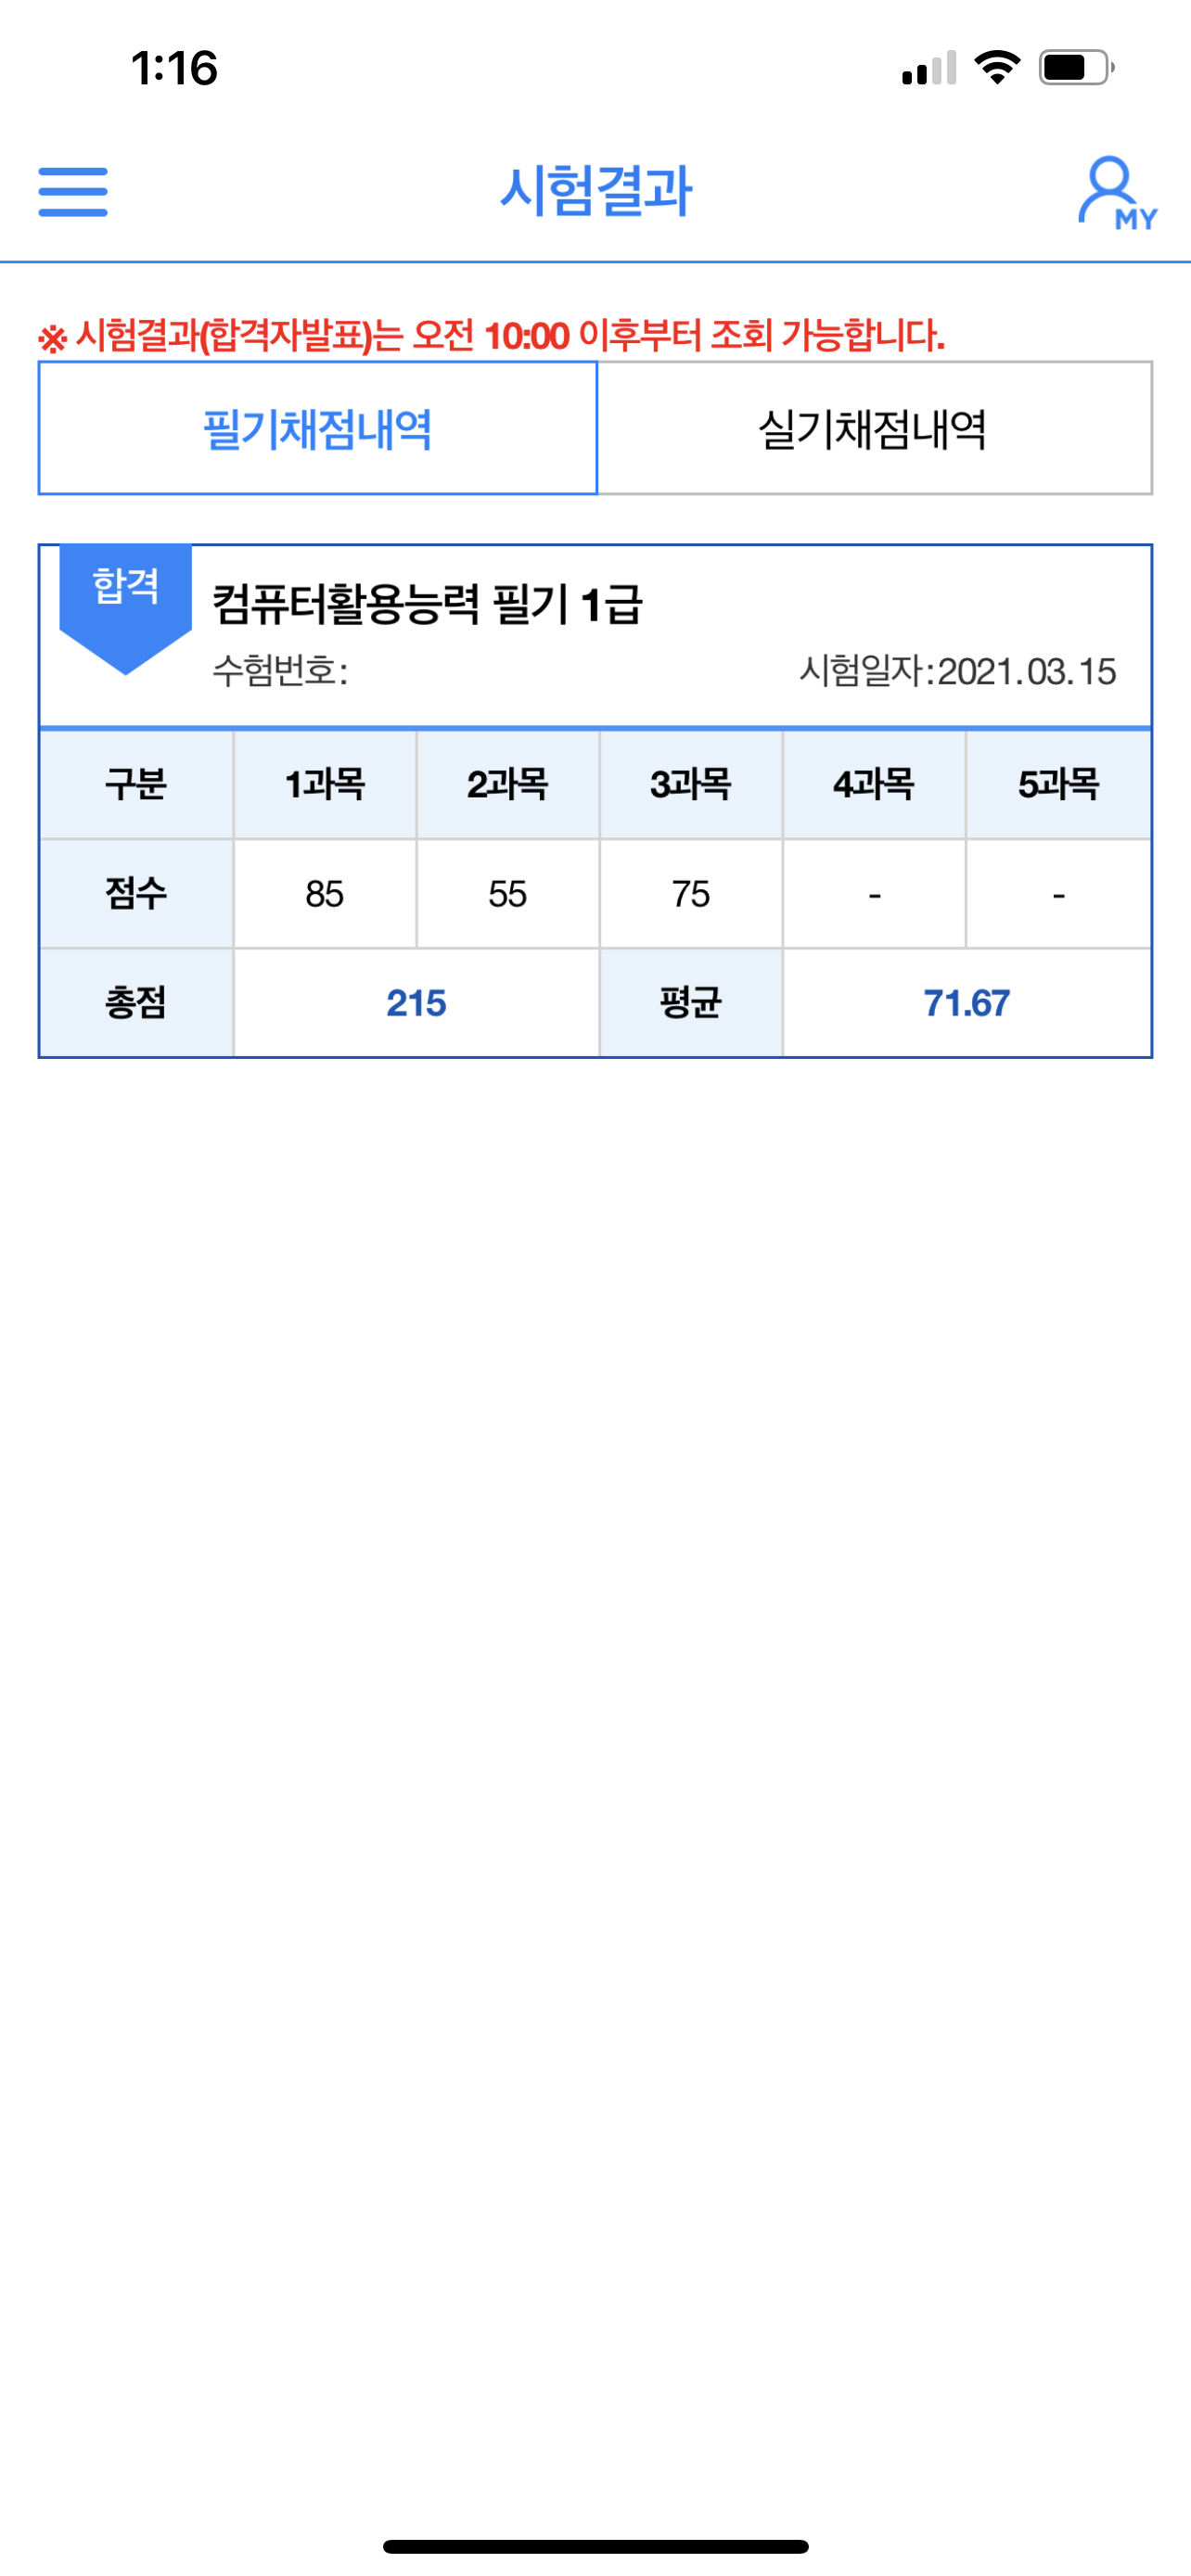 1:16
시험결과
MY
※ 시험결과(합격자발표)는 오전 10:00 이후부터 조회 가능합니다.
필기채점내역 실기채점내역
합격
컴퓨터활용능력 필기 1급
수험번호: 시험일자:2021.03.15
구분 1과목 2과목 3과목 4과목 5과목
점수 85 55 75 - -
총점 215 평균 71.67